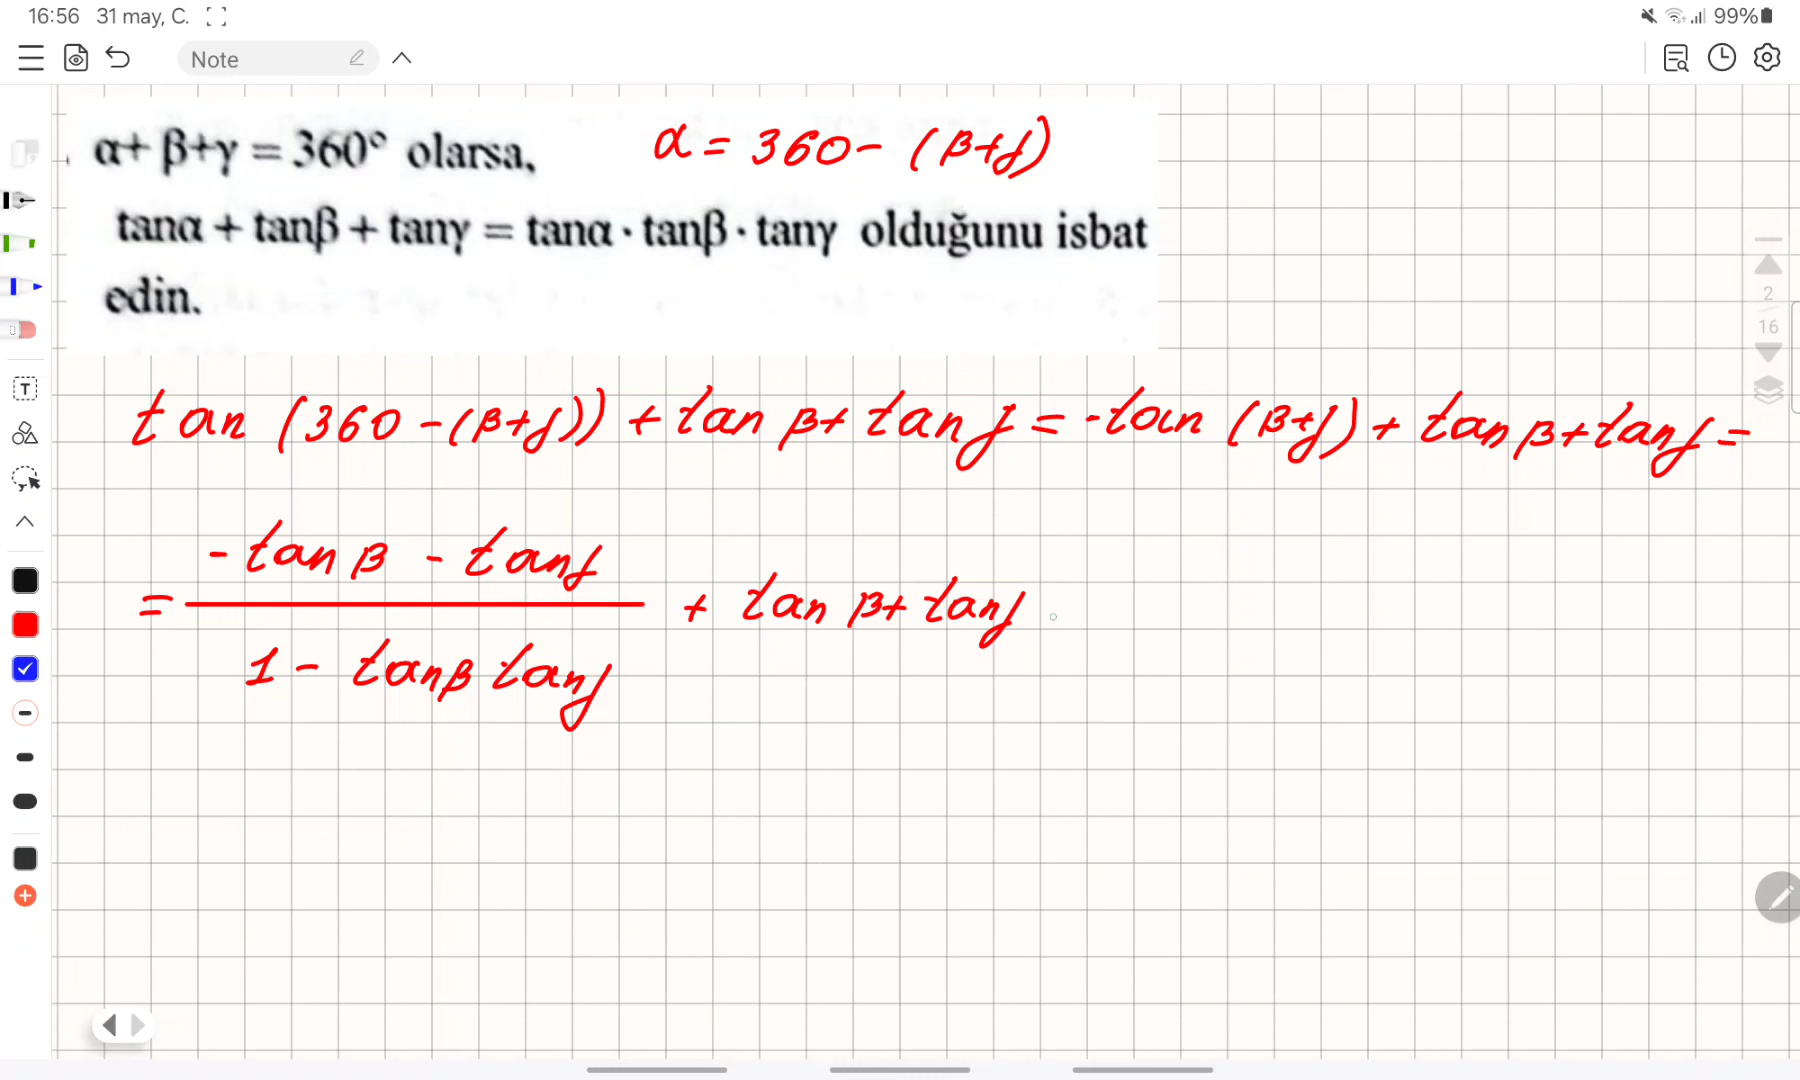 16:56 31 may, C. 99%
Note
α+ β+γ = 360° olarsa, α = 360 - (β+γ)
tanα + tanβ + tanγ = tanα · tanβ · tanγ olduğunu isbat
edin.
2
16
T
tan (360 - (β+γ)) + tan β + tan γ = - tan (β+γ) + tan β + tan γ =
- tan β - tan γ
= + tan β + tan γ
1 - tan β tan γ